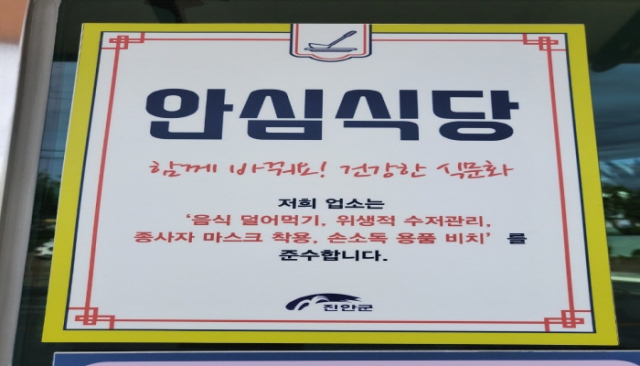 안심식당
함께 바꿔요! 건강한 식문화
저희 업소는
'음식 덜어먹기, 위생적 수저관리,
종사자 마스크 착용, 손소독 용품 비치' 를
준수합니다.
진안군